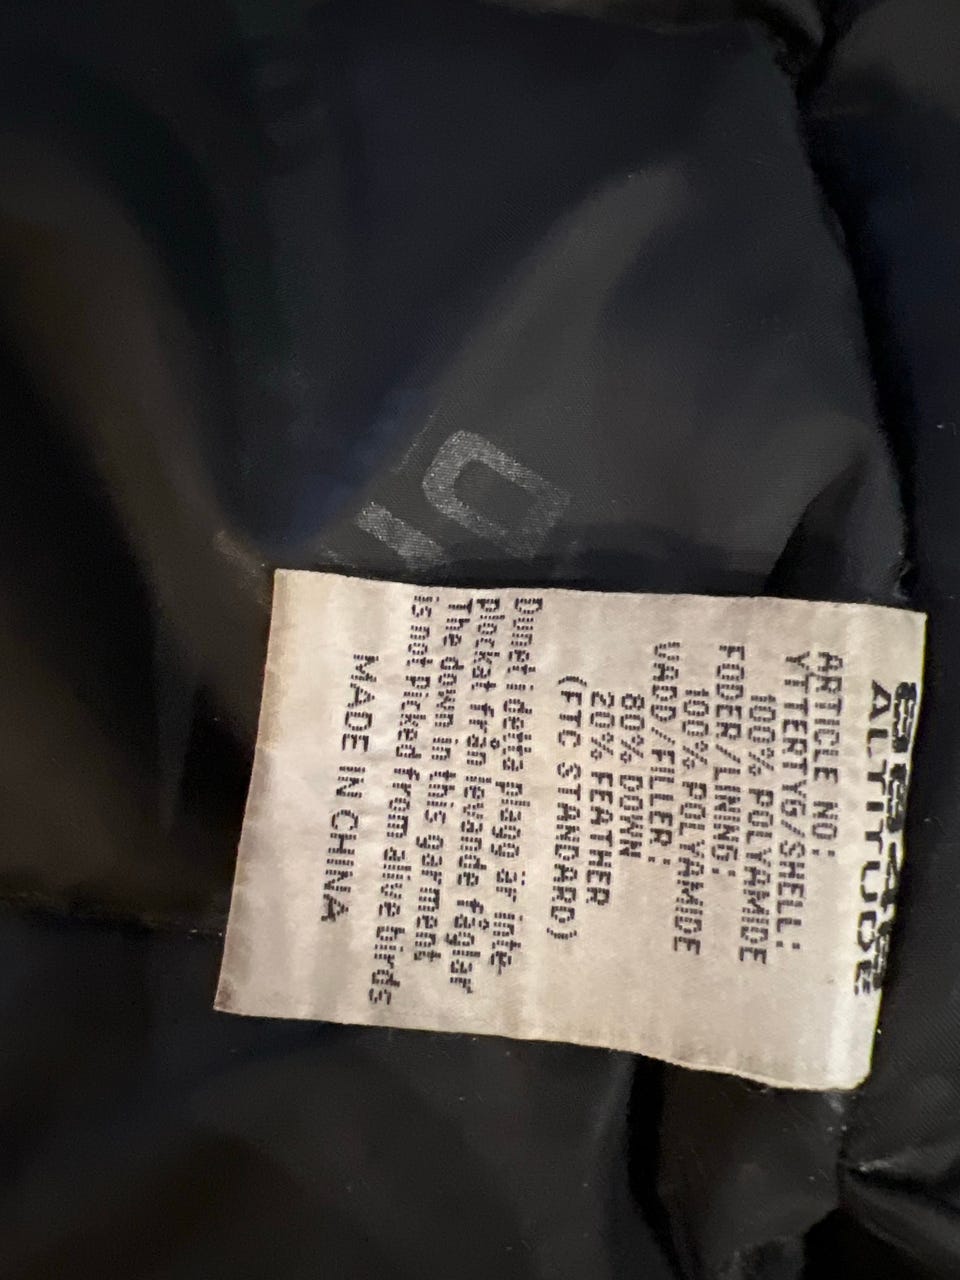 ALTITUDE
ARTICLE NO:
YTTERTYG/SHELL:
100% POLYAMIDE
FODER/LINING:
100% POLYAMIDE
VADD/FILLER:
80% DOWN
20% FEATHER
(FTC STANDARD)
Dunet i detta plagg är inte
plockat från levande fåglar
The down in this garment
is not picked from alive birds
MADE IN CHINA